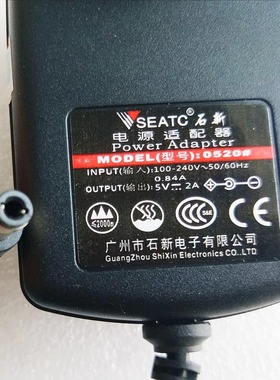 VSEATC 石新
电源适配器
Power Adapter
MODEL(型号):0520#
INPUT(输入):100-240V~50/60Hz
0.84A
OUTPUT(输出):5V⎓2A
≤2000m
广州市石新电子有限公司
GuangZhou ShiXin Electronics CO.,LTD